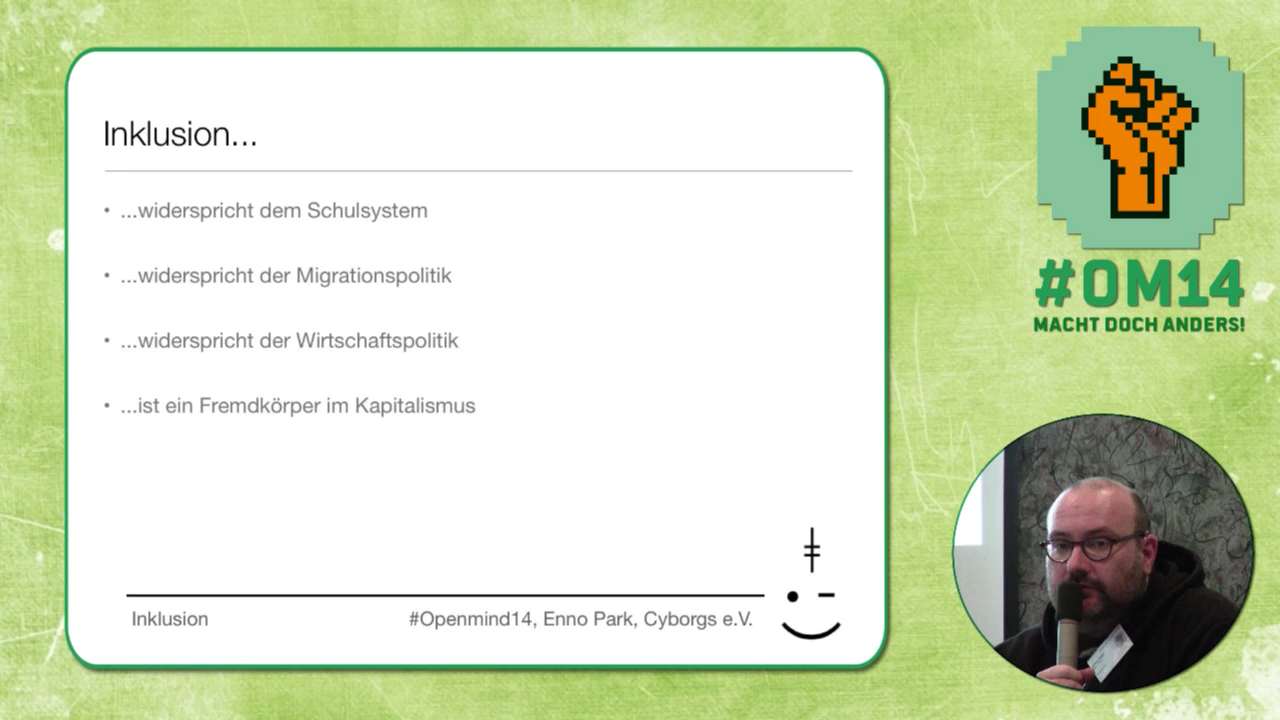 Inklusion...
• ...widerspricht dem Schulsystem
• ...widerspricht der Migrationspolitik
• ...widerspricht der Wirtschaftspolitik
• ...ist ein Fremdkörper im Kapitalismus
Inklusion
#Openmind14, Enno Park, Cyborgs e.V.
#OM14
MACHT DOCH ANDERS!